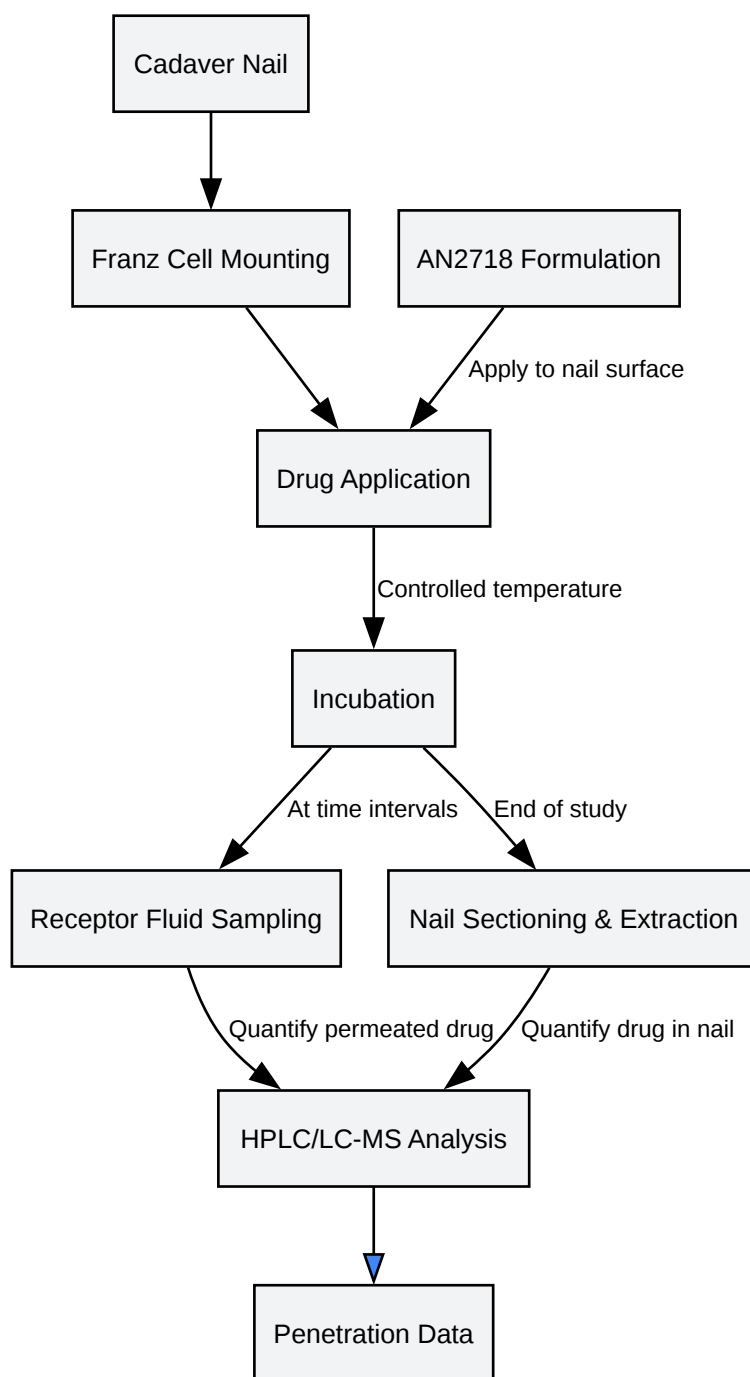 Cadaver Nail
Franz Cell Mounting
AN2718 Formulation
Apply to nail surface
Drug Application
Controlled temperature
Incubation
At time intervals
End of study
Receptor Fluid Sampling
Nail Sectioning & Extraction
Quantify permeated drug
Quantify drug in nail
HPLC/LC-MS Analysis
Penetration Data